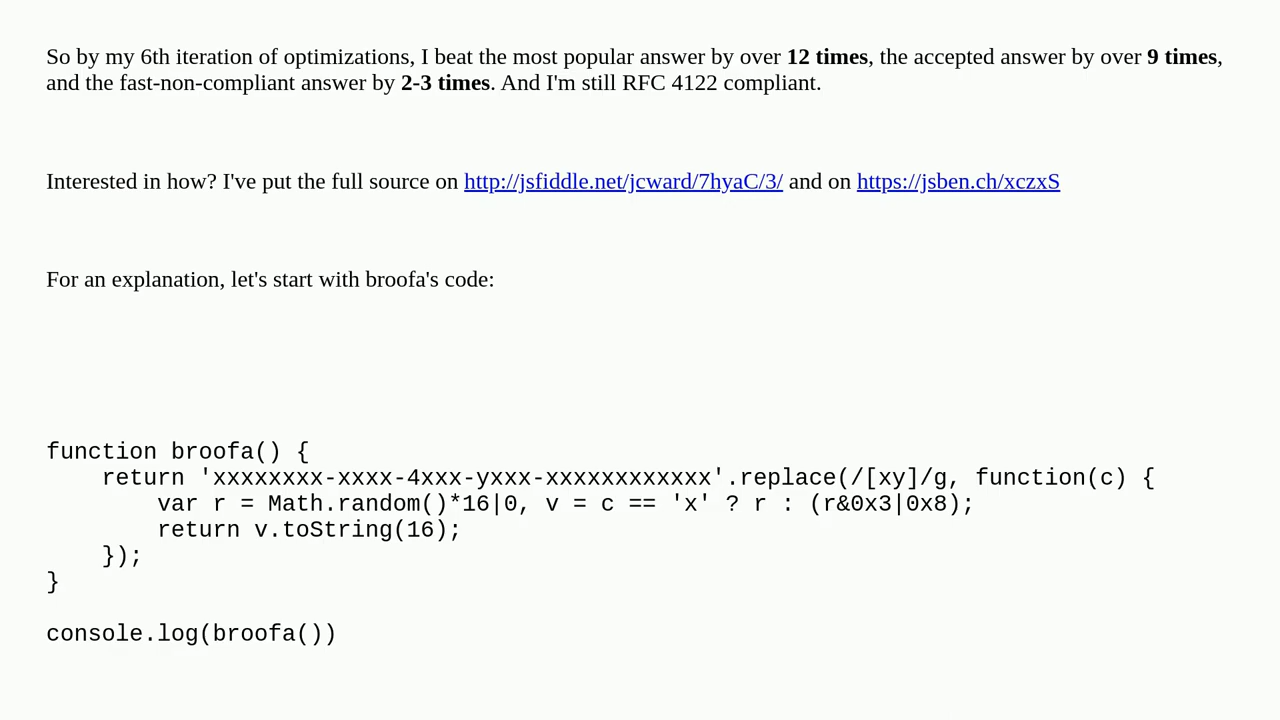 So by my 6th iteration of optimizations, I beat the most popular answer by over 12 times, the accepted answer by over 9 times,
and the fast-non-compliant answer by 2-3 times. And I'm still RFC 4122 compliant.
Interested in how? I've put the full source on http://jsfiddle.net/jcward/7hyaC/3/ and on https://jsben.ch/xczxS
For an explanation, let's start with broofa's code:
function broofa() {
    return 'xxxxxxxx-xxxx-4xxx-yxxx-xxxxxxxxxxxx'.replace(/[xy]/g, function(c) {
        var r = Math.random()*16|0, v = c == 'x' ? r : (r&0x3|0x8);
        return v.toString(16);
    });
}
console.log(broofa())